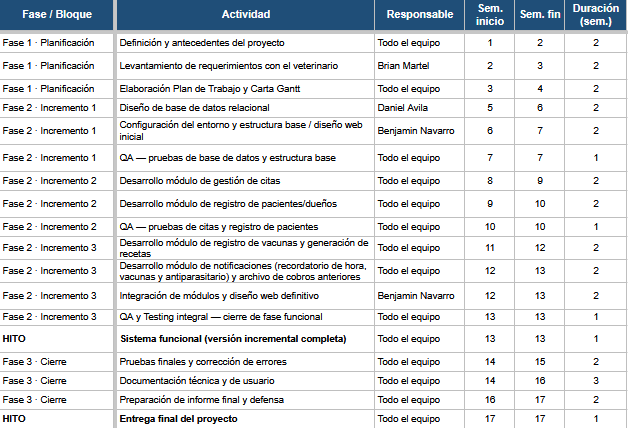 Fase / Bloque Actividad Responsable Sem. inicio Sem. fin Duración (sem.)
Fase 1 · Planificación Definición y antecedentes del proyecto Todo el equipo 1 2 2
Fase 1 · Planificación Levantamiento de requerimientos con el veterinario Brian Martel 2 3 2
Fase 1 · Planificación Elaboración Plan de Trabajo y Carta Gantt Todo el equipo 3 4 2
Fase 2 · Incremento 1 Diseño de base de datos relacional Daniel Avila 5 6 2
Fase 2 · Incremento 1 Configuración del entorno y estructura base / diseño web inicial Benjamin Navarro 6 7 2
Fase 2 · Incremento 1 QA — pruebas de base de datos y estructura base Todo el equipo 7 7 1
Fase 2 · Incremento 2 Desarrollo módulo de gestión de citas Todo el equipo 8 9 2
Fase 2 · Incremento 2 Desarrollo módulo de registro de pacientes/dueños Todo el equipo 9 10 2
Fase 2 · Incremento 2 QA — pruebas de citas y registro de pacientes Todo el equipo 10 10 1
Fase 2 · Incremento 3 Desarrollo módulo de registro de vacunas y generación de recetas Todo el equipo 11 12 2
Fase 2 · Incremento 3 Desarrollo módulo de notificaciones (recordatorio de hora, vacunas y antiparasitario) y archivo de cobros anteriores Todo el equipo 12 13 2
Fase 2 · Incremento 3 Integración de módulos y diseño web definitivo Benjamin Navarro 12 13 2
Fase 2 · Incremento 3 QA y Testing integral — cierre de fase funcional Todo el equipo 13 13 1
HITO Sistema funcional (versión incremental completa) Todo el equipo 13 13 1
Fase 3 · Cierre Pruebas finales y corrección de errores Todo el equipo 14 15 2
Fase 3 · Cierre Documentación técnica y de usuario Todo el equipo 14 16 3
Fase 3 · Cierre Preparación de informe final y defensa Todo el equipo 16 17 2
HITO Entrega final del proyecto Todo el equipo 17 17 1